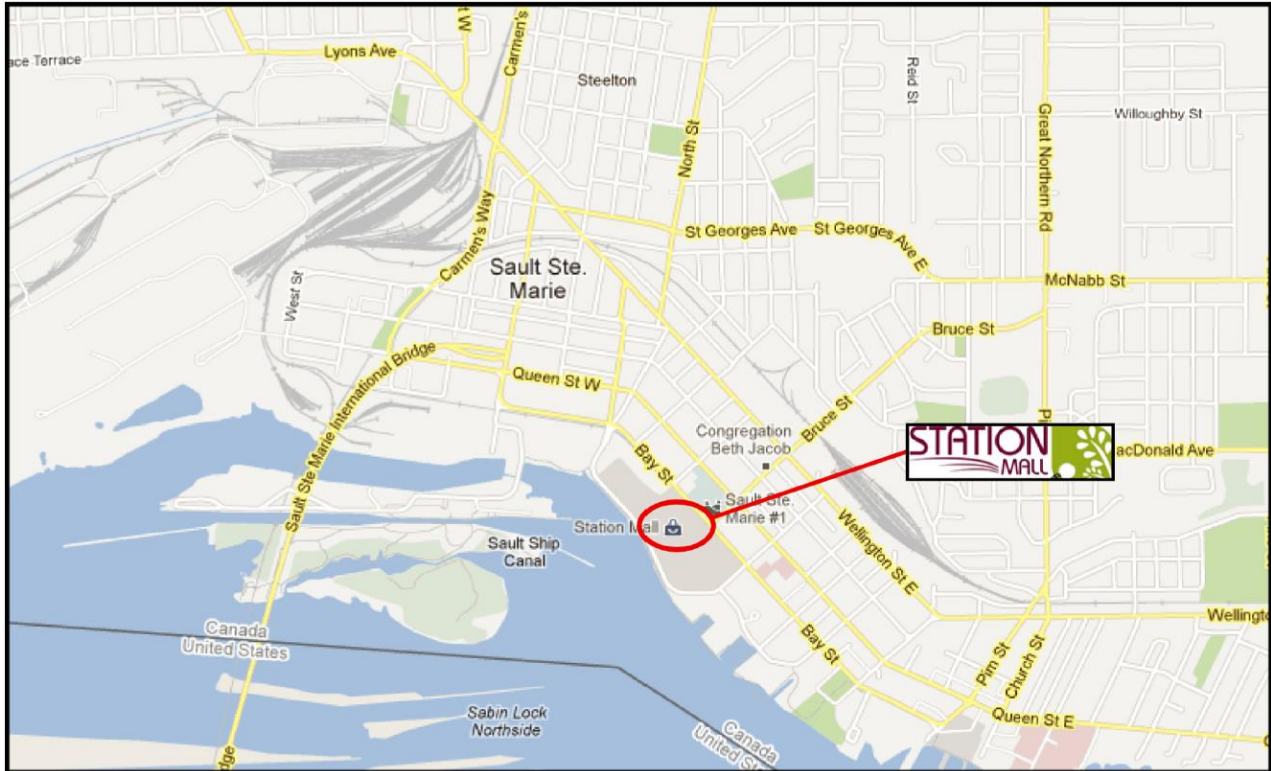 Lyons Ave
t W
Carmen's
ace Terrace
Steelton
Reid St
Great Northern Rd
Willoughby St
North St
Carmen's Way
St Georges Ave
St Georges Ave E
Sault Ste.
Marie
McNabb St
West St
Bruce St
Sault Ste Marie International Bridge
Queen St W
Bruce St
Congregation
Beth Jacob
STATION
MALL
Pi
acDonald Ave
Bay St
Station Mall
Sault Ste.
Marie #1
Sault Ship
Canal
Wellington St E
Wellingto
Canada
United States
Bay St
Pim St
Church St
Sabin Lock
Northside
Queen St E
Canada
United St
dge